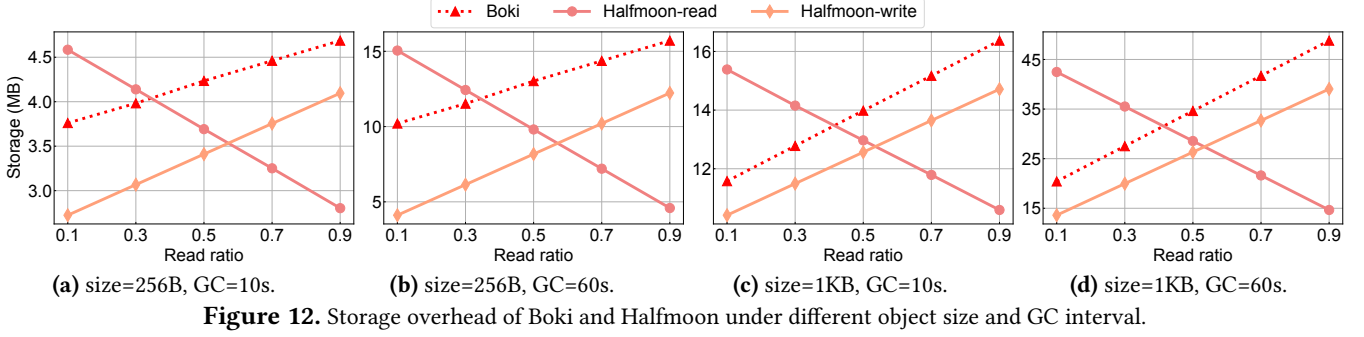 Boki Halfmoon-read Halfmoon-write
Storage (MB)
4.5
4.0
3.5
3.0
0.1 0.3 0.5 0.7 0.9
Read ratio
(a) size=256B, GC=10s.
15
10
5
0.1 0.3 0.5 0.7 0.9
Read ratio
(b) size=256B, GC=60s.
16
14
12
0.1 0.3 0.5 0.7 0.9
Read ratio
(c) size=1KB, GC=10s.
45
35
25
15
0.1 0.3 0.5 0.7 0.9
Read ratio
(d) size=1KB, GC=60s.
Figure 12. Storage overhead of Boki and Halfmoon under different object size and GC interval.